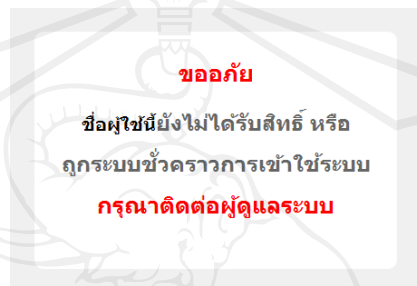 ขออภัย
ชื่อผู้ใช้นี้ยังไม่ได้รับสิทธิ์ หรือ
ถูกระบบชั่วคราวการเข้าใช้ระบบ
กรุณาติดต่อผู้ดูแลระบบ